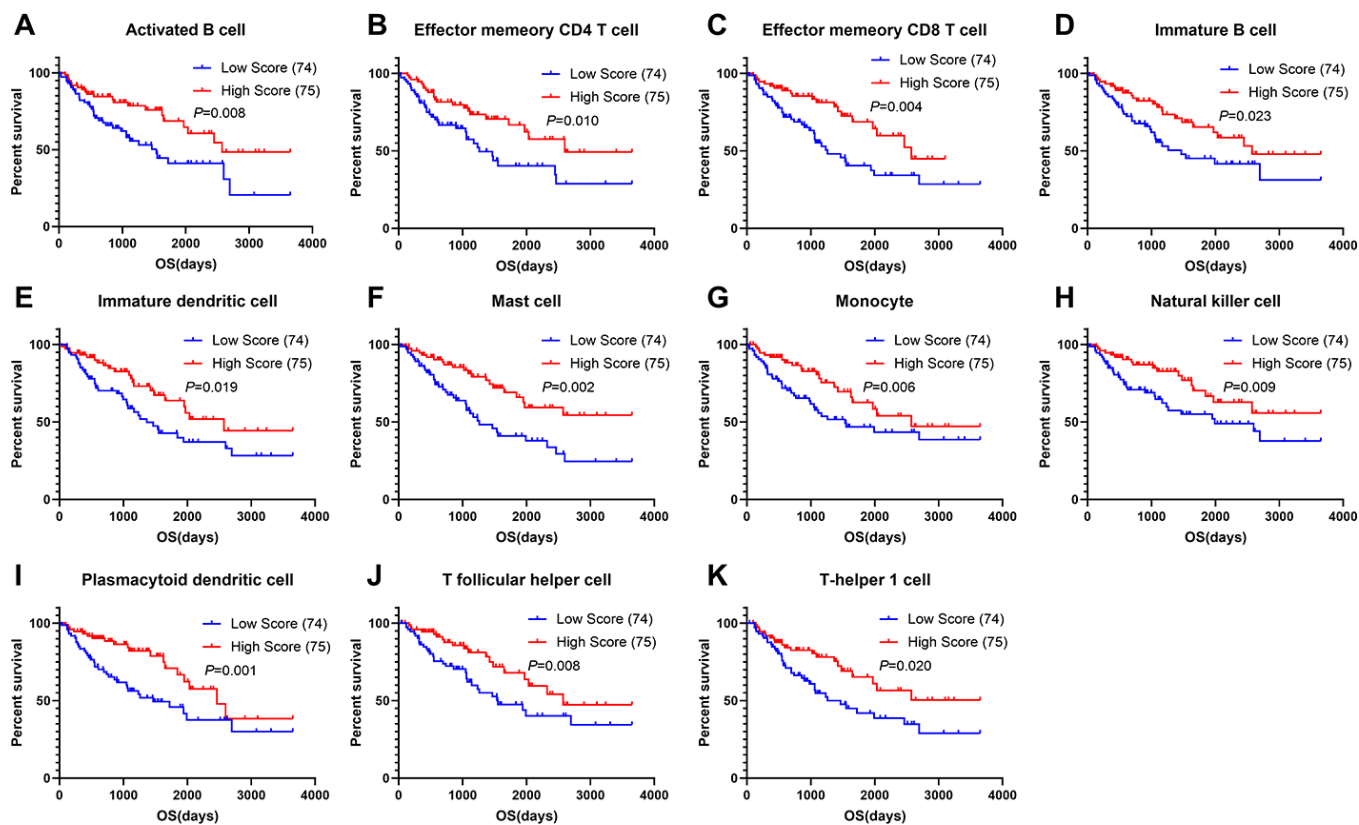 A Activated B cell
Percent survival
100
50
0
0 1000 2000 3000 4000
OS(days)
Low Score (74)
High Score (75)
P=0.008
B Effector memeory CD4 T cell
Percent survival
100
50
0
0 1000 2000 3000 4000
OS(days)
Low Score (74)
High Score (75)
P=0.010
C Effector memeory CD8 T cell
Percent survival
100
50
0
0 1000 2000 3000 4000
OS(days)
Low Score (74)
High Score (75)
P=0.004
D Immature B cell
Percent survival
100
50
0
0 1000 2000 3000 4000
OS(days)
Low Score (74)
High Score (75)
P=0.023
E Immature dendritic cell
Percent survival
100
50
0
0 1000 2000 3000 4000
OS(days)
Low Score (74)
High Score (75)
P=0.019
F Mast cell
Percent survival
100
50
0
0 1000 2000 3000 4000
OS(days)
Low Score (74)
High Score (75)
P=0.002
G Monocyte
Percent survival
100
50
0
0 1000 2000 3000 4000
OS(days)
Low Score (74)
High Score (75)
P=0.006
H Natural killer cell
Percent survival
100
50
0
0 1000 2000 3000 4000
OS(days)
Low Score (74)
High Score (75)
P=0.009
I Plasmacytoid dendritic cell
Percent survival
100
50
0
0 1000 2000 3000 4000
OS(days)
Low Score (74)
High Score (75)
P=0.001
J T follicular helper cell
Percent survival
100
50
0
0 1000 2000 3000 4000
OS(days)
Low Score (74)
High Score (75)
P=0.008
K T-helper 1 cell
Percent survival
100
50
0
0 1000 2000 3000 4000
OS(days)
Low Score (74)
High Score (75)
P=0.020